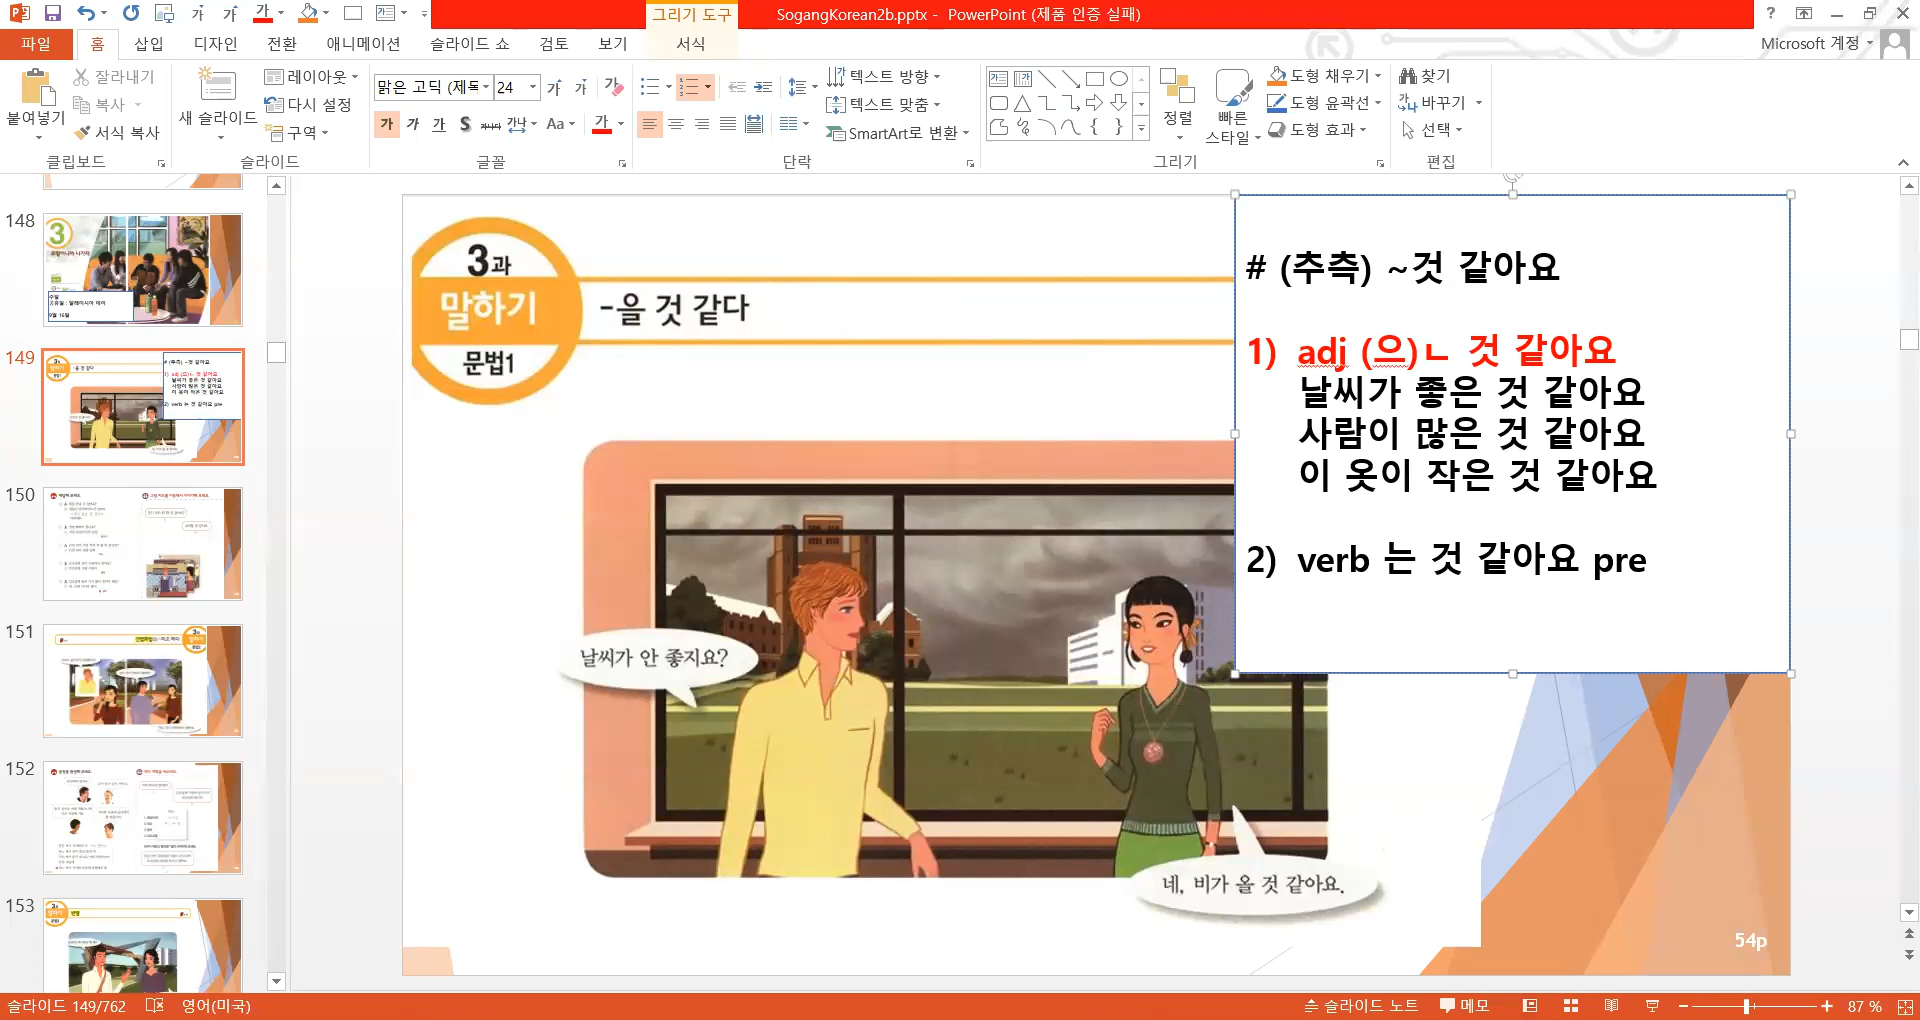 SogangKorean2b.pptx - PowerPoint (제품 인증 실패)
그리기 도구
파일
홈
삽입
디자인
전환
애니메이션
슬라이드 쇼
검토
보기
서식
Microsoft 계정
붙여넣기
잘라내기
복사
서식 복사
클립보드
새 슬라이드
레이아웃
다시 설정
구역
슬라이드
맑은 고딕 (제목
24
가 가 가 S 가나다 간 Aa 가
글꼴
텍스트 방향
텍스트 맞춤
SmartArt로 변환
단락
정렬
빠른 스타일
도형 채우기
도형 윤곽선
도형 효과
그리기
찾기
바꾸기
선택
편집
148
3
149
150
151
152
153
3과
말하기
문법1
-을 것 같다
# (추측) ~것 같아요
1) adj (으)ㄴ 것 같아요
날씨가 좋은 것 같아요
사람이 많은 것 같아요
이 옷이 작은 것 같아요
2) verb 는 것 같아요 pre
날씨가 안 좋지요?
네, 비가 올 것 같아요.
54p
슬라이드 149/762
영어(미국)
슬라이드 노트
메모
87 %